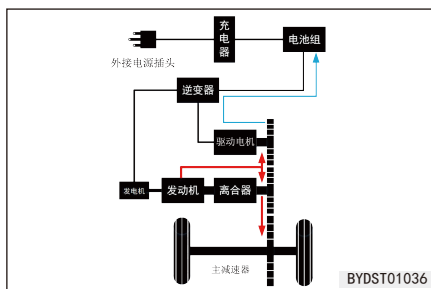 充电器
电池组
外接电源插头
逆变器
驱动电机
发电机
发动机
离合器
主减速器
BYDST01036